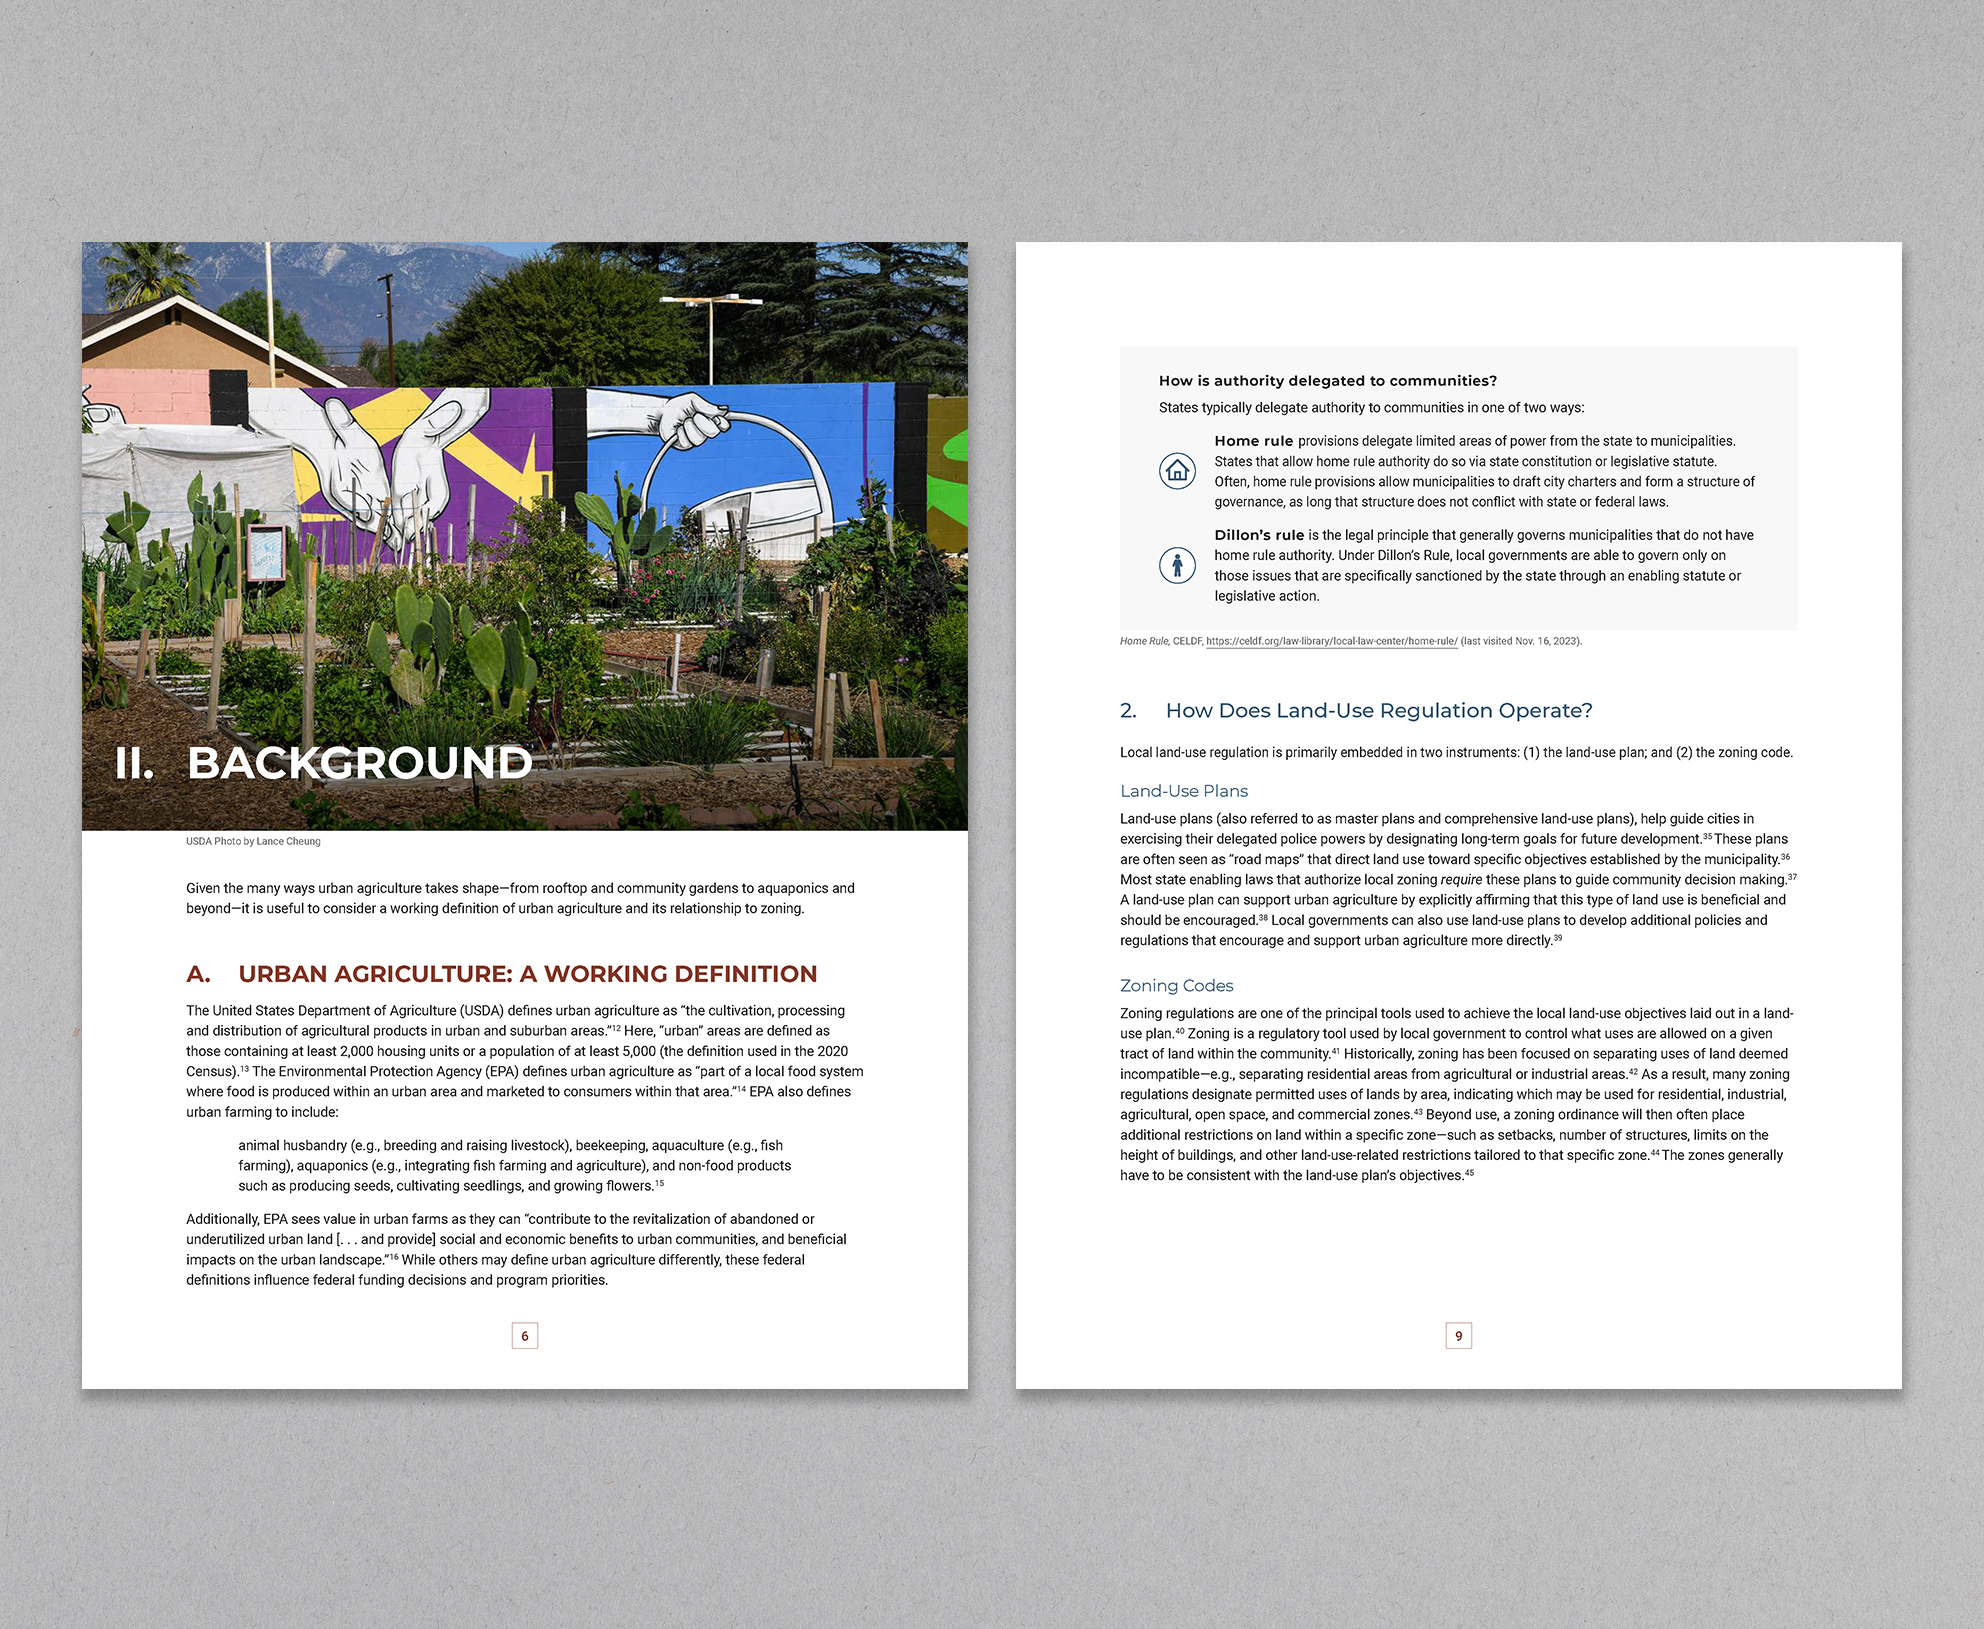 II. BACKGROUND
USDA Photo by Lance Cheung
Given the many ways urban agriculture takes shape—from rooftop and community gardens to aquaponics and
beyond—it is useful to consider a working definition of urban agriculture and its relationship to zoning.
A. URBAN AGRICULTURE: A WORKING DEFINITION
The United States Department of Agriculture (USDA) defines urban agriculture as “the cultivation, processing
and distribution of agricultural products in urban and suburban areas.”¹² Here, “urban” areas are defined as
those containing at least 2,000 housing units or a population of at least 5,000 (the definition used in the 2020
Census).¹³ The Environmental Protection Agency (EPA) defines urban agriculture as “part of a local food system
where food is produced within an urban area and marketed to consumers within that area.”¹⁴ EPA also defines
urban farming to include:
animal husbandry (e.g., breeding and raising livestock), beekeeping, aquaculture (e.g., fish
farming), aquaponics (e.g., integrating fish farming and agriculture), and non-food products
such as producing seeds, cultivating seedlings, and growing flowers.¹⁵
Additionally, EPA sees value in urban farms as they can “contribute to the revitalization of abandoned or
underutilized urban land [. . . and provide] social and economic benefits to urban communities, and beneficial
impacts on the urban landscape.”¹⁶ While others may define urban agriculture differently, these federal
definitions influence federal funding decisions and program priorities.
6
How is authority delegated to communities?
States typically delegate authority to communities in one of two ways:
Home rule provisions delegate limited areas of power from the state to municipalities.
States that allow home rule authority do so via state constitution or legislative statute.
Often, home rule provisions allow municipalities to draft city charters and form a structure of
governance, as long that structure does not conflict with state or federal laws.
Dillon’s rule is the legal principle that generally governs municipalities that do not have
home rule authority. Under Dillon’s Rule, local governments are able to govern only on
those issues that are specifically sanctioned by the state through an enabling statute or
legislative action.
Home Rule, CELDF, https://celdf.org/law-library/local-law-center/home-rule/ (last visited Nov. 16, 2023).
2. How Does Land-Use Regulation Operate?
Local land-use regulation is primarily embedded in two instruments: (1) the land-use plan; and (2) the zoning code.
Land-Use Plans
Land-use plans (also referred to as master plans and comprehensive land-use plans), help guide cities in
exercising their delegated police powers by designating long-term goals for future development.³⁵ These plans
are often seen as “road maps” that direct land use toward specific objectives established by the municipality.³⁶
Most state enabling laws that authorize local zoning require these plans to guide community decision making.³⁷
A land-use plan can support urban agriculture by explicitly affirming that this type of land use is beneficial and
should be encouraged.³⁸ Local governments can also use land-use plans to develop additional policies and
regulations that encourage and support urban agriculture more directly.³⁹
Zoning Codes
Zoning regulations are one of the principal tools used to achieve the local land-use objectives laid out in a land-
use plan.⁴⁰ Zoning is a regulatory tool used by local government to control what uses are allowed on a given
tract of land within the community.⁴¹ Historically, zoning has been focused on separating uses of land deemed
incompatible—e.g., separating residential areas from agricultural or industrial areas.⁴² As a result, many zoning
regulations designate permitted uses of lands by area, indicating which may be used for residential, industrial,
agricultural, open space, and commercial zones.⁴³ Beyond use, a zoning ordinance will then often place
additional restrictions on land within a specific zone—such as setbacks, number of structures, limits on the
height of buildings, and other land-use-related restrictions tailored to that specific zone.⁴⁴ The zones generally
have to be consistent with the land-use plan’s objectives.⁴⁵
9